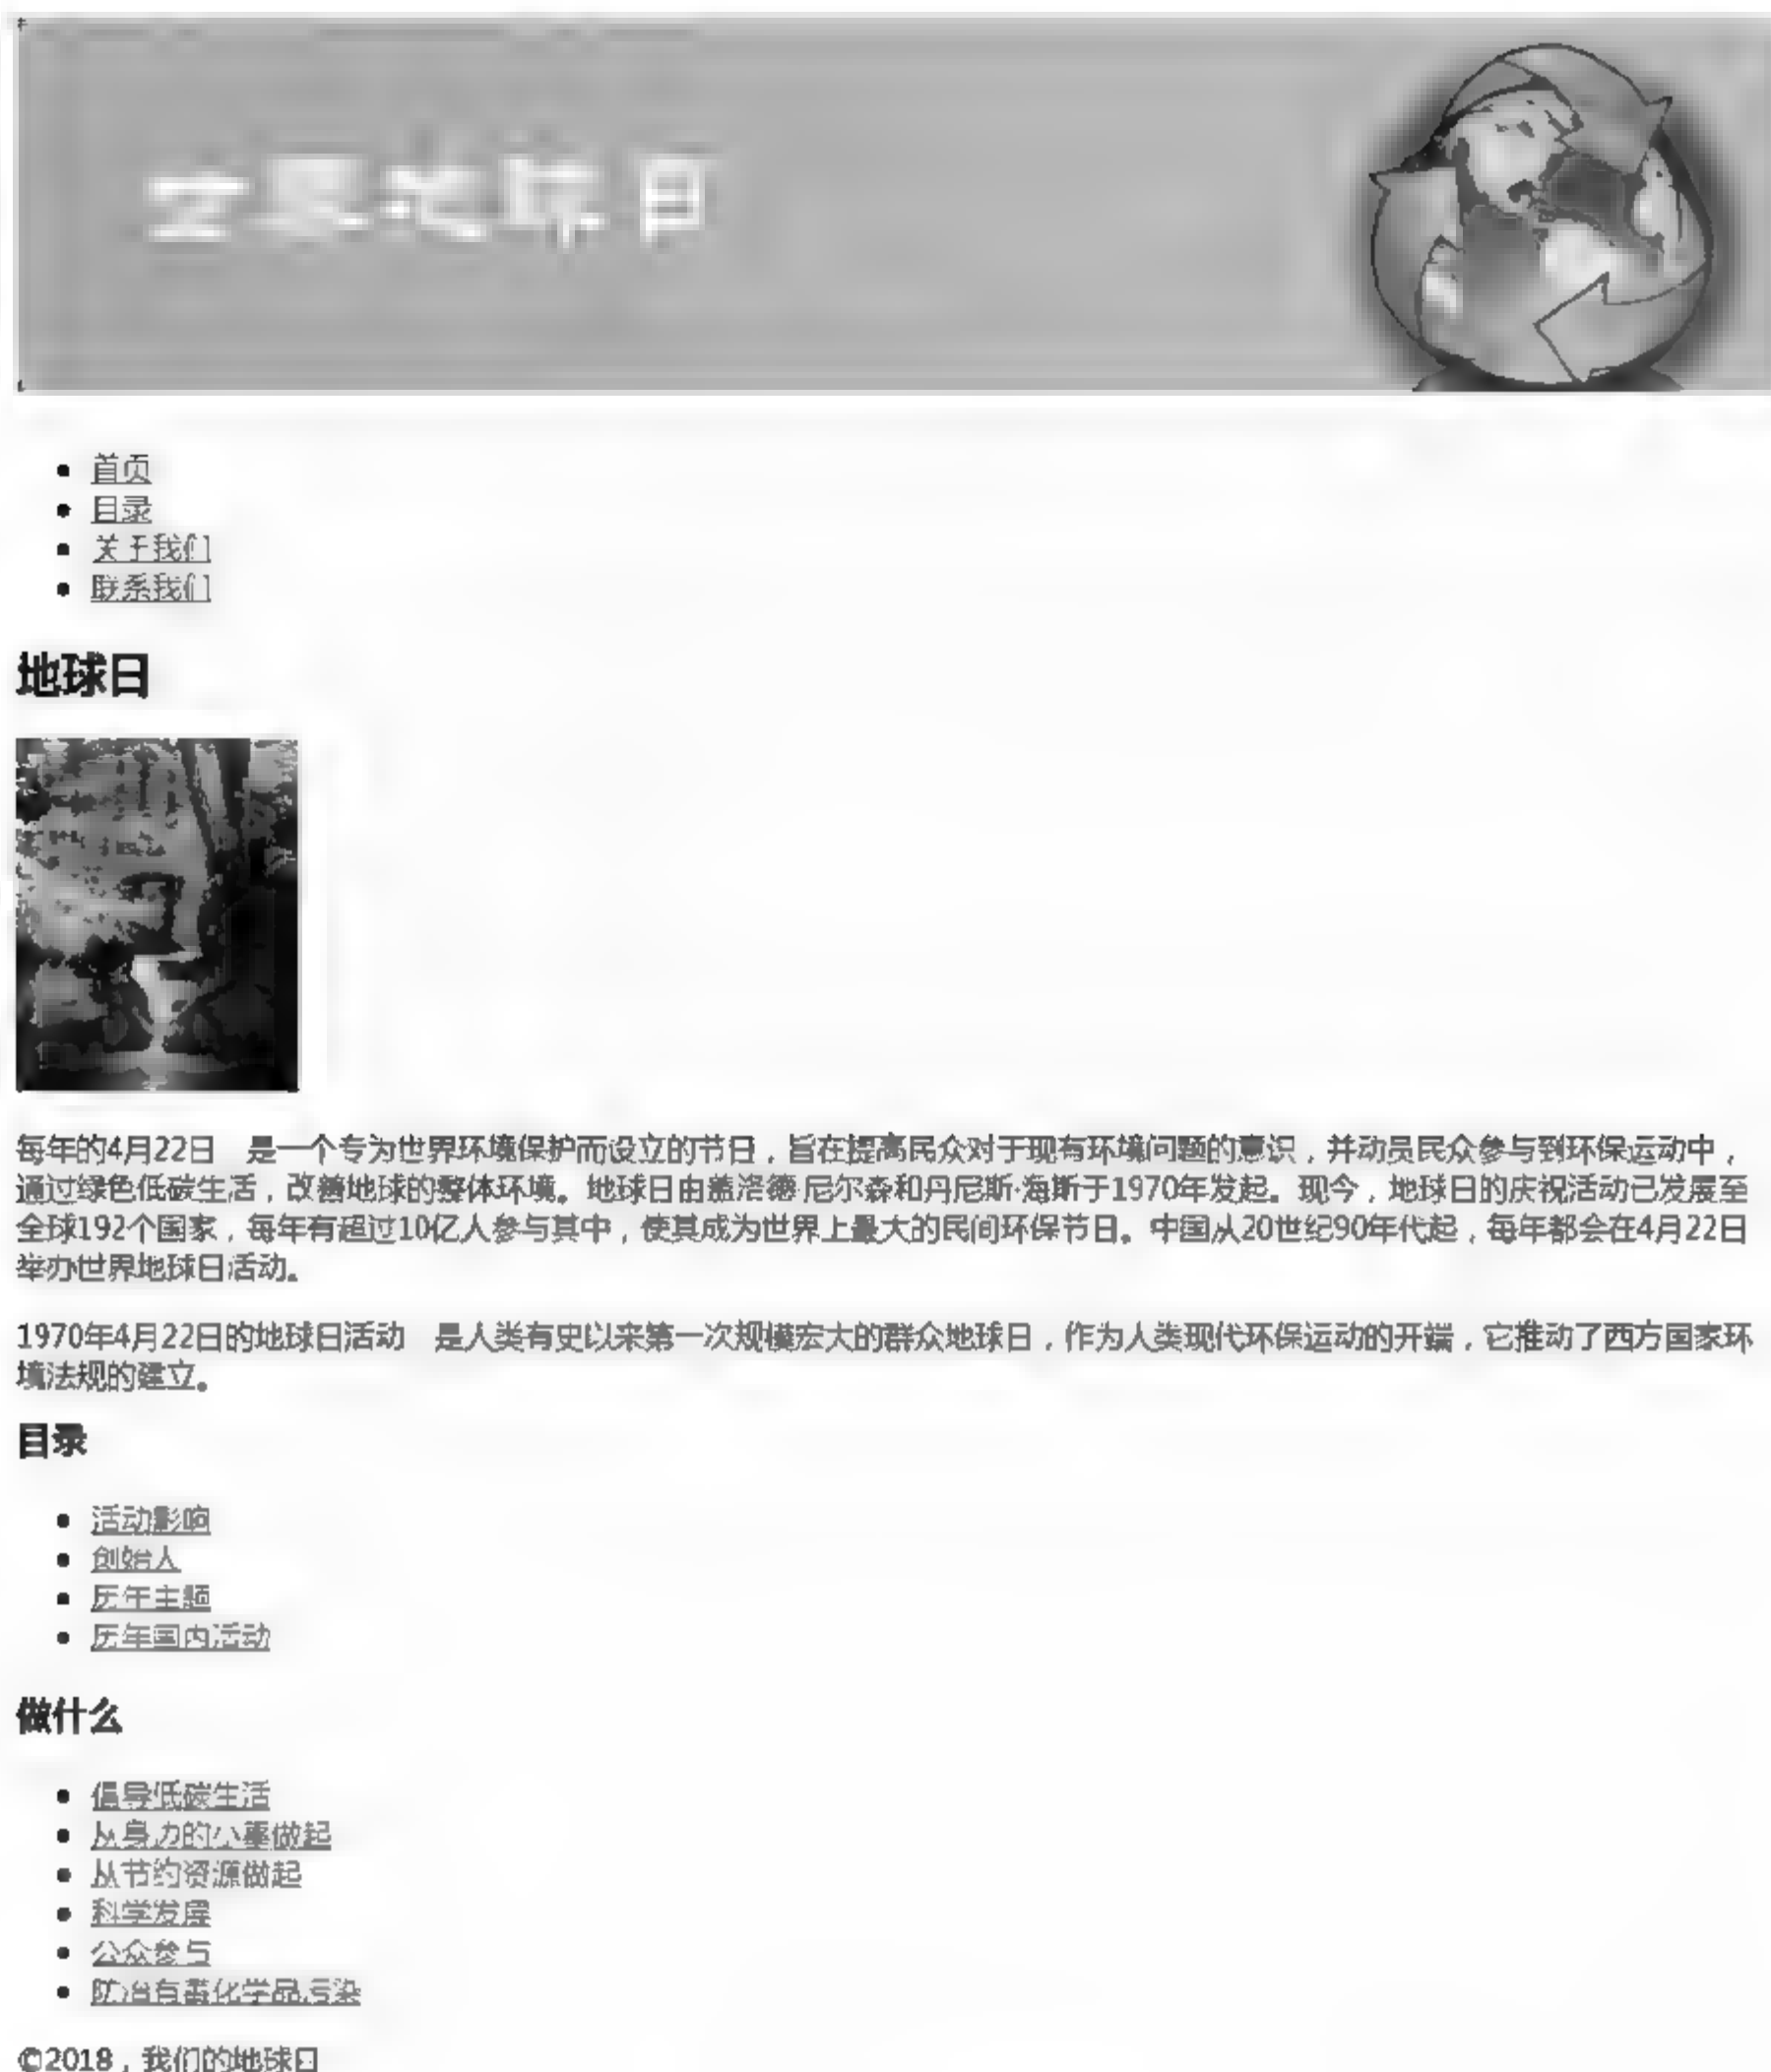 世界地球日
首页
目录
关于我们
联系我们
地球日
每年的4月22日　是一个专为世界环境保护而设立的节日，旨在提高民众对于现有环境问题的意识，并动员民众参与到环保运动中，
通过绿色低碳生活，改善地球的整体环境。地球日由盖洛德·尼尔森和丹尼斯·海斯于1970年发起。现今，地球日的庆祝活动已发展至
全球192个国家，每年有超过10亿人参与其中，使其成为世界上最大的民间环保节日。中国从20世纪90年代起，每年都会在4月22日
举办世界地球日活动。
1970年4月22日的地球日活动　是人类有史以来第一次规模宏大的群众地球日，作为人类现代环保运动的开端，它推动了西方国家环
境法规的建立。
目录
活动影响
创始人
历年主题
历年国内活动
做什么
倡导低碳生活
从身边的小事做起
从节约资源做起
科学发展
公众参与
防治有毒化学品污染
©2018，我们的地球日